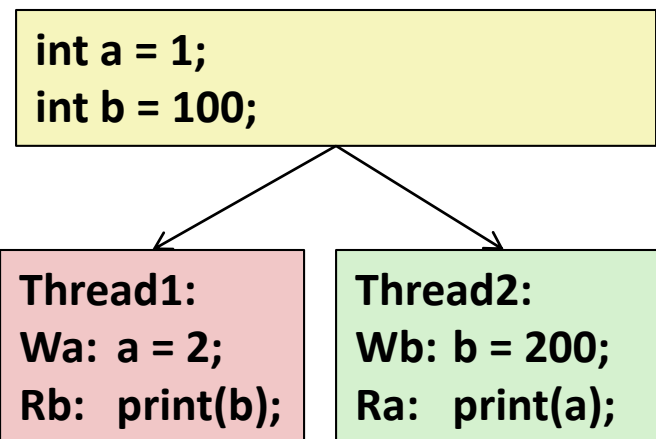 int a = 1;
int b = 100;
Thread1:
Wa: a = 2;
Rb: print(b);
Thread2:
Wb: b = 200;
Ra: print(a);